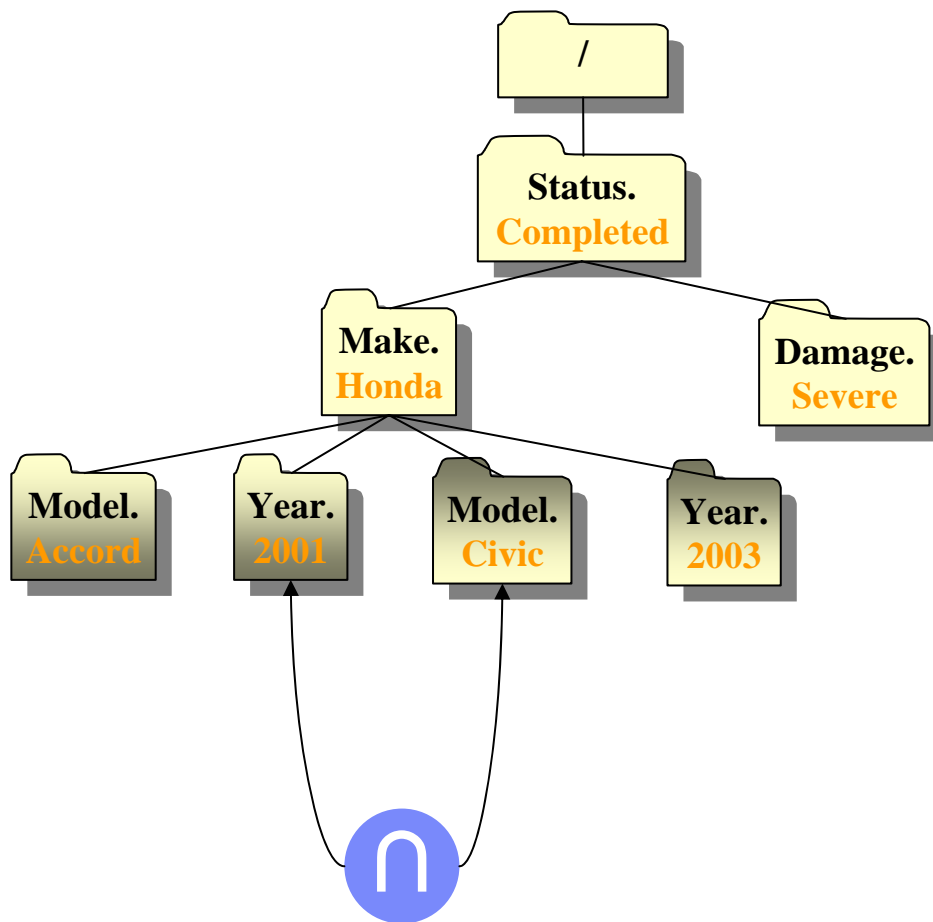 /
Status.
Completed
Make.
Honda
Damage.
Severe
Model.
Accord
Year.
2001
Model.
Civic
Year.
2003
∩